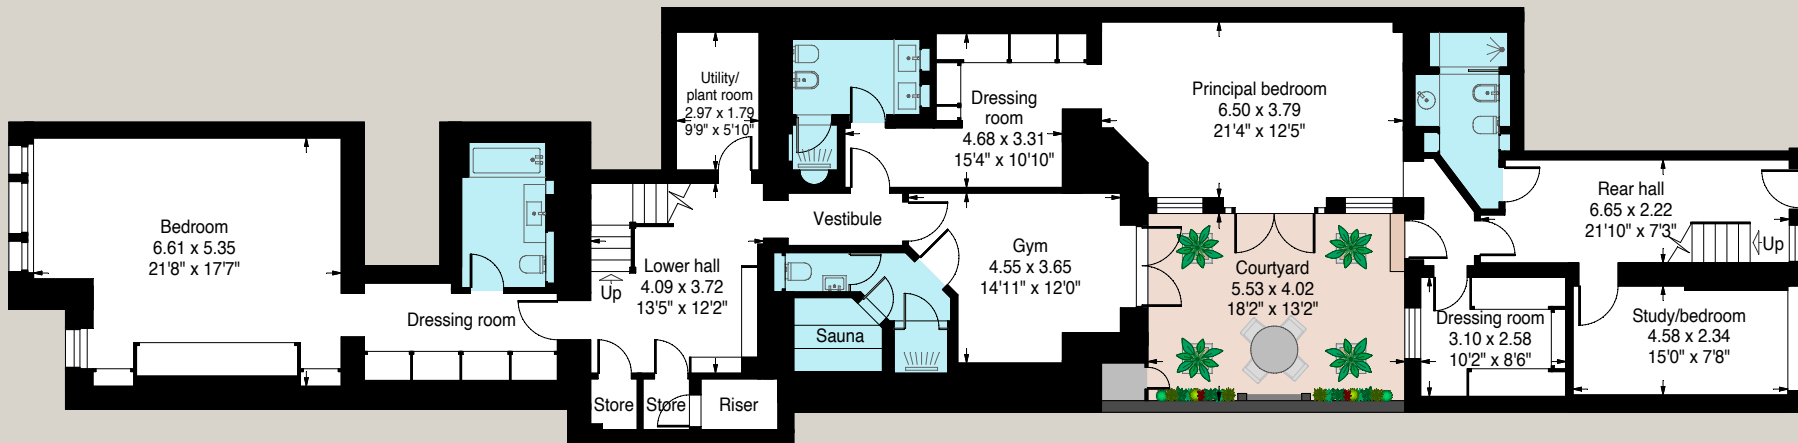 Bedroom
6.61 x 5.35
21'8" x 17'7"
Dressing room
Up
Lower hall
4.09 x 3.72
13'5" x 12'2"
Store
Store
Riser
Utility/
plant room
2.97 x 1.79
9'9" x 5'10"
Vestibule
Sauna
Dressing
room
4.68 x 3.31
15'4" x 10'10"
Gym
4.55 x 3.65
14'11" x 12'0"
Principal bedroom
6.50 x 3.79
21'4" x 12'5"
Courtyard
5.53 x 4.02
18'2" x 13'2"
Rear hall
6.65 x 2.22
21'10" x 7'3"
Up
Dressing room
3.10 x 2.58
10'2" x 8'6"
Study/bedroom
4.58 x 2.34
15'0" x 7'8"